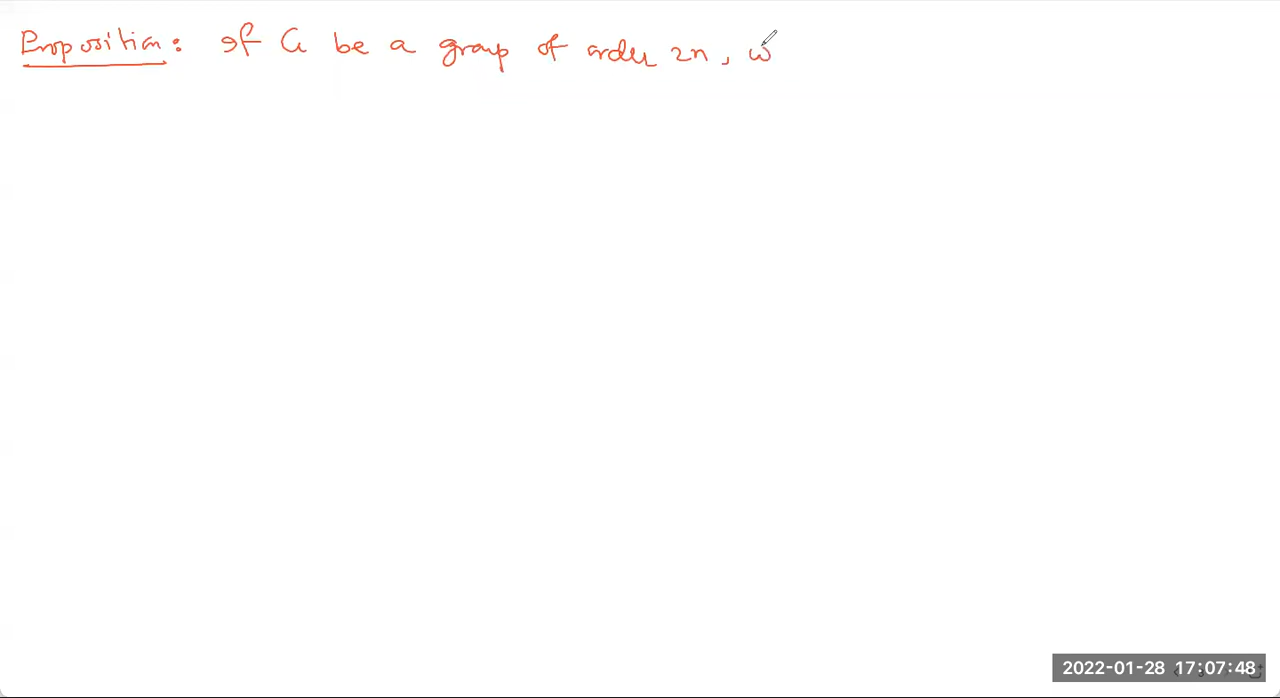 Proposition: If G be a group of order 2n, w
2022-01-28 17:07:48